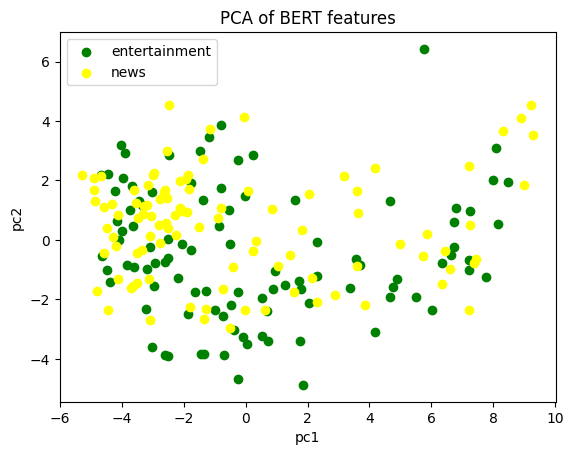 PCA of BERT features
entertainment
news
pc2
6
4
2
0
−2
−4
−6 −4 −2 0 2 4 6 8 10
pc1